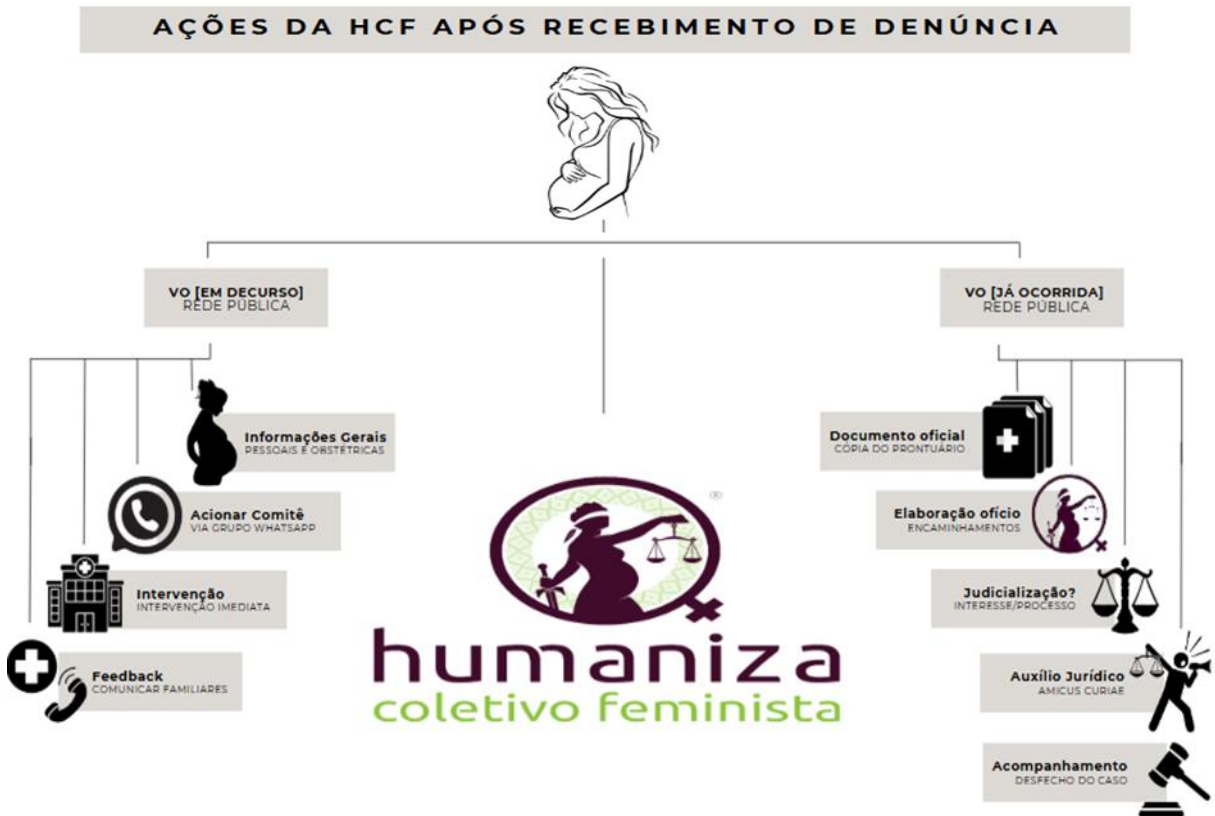 AÇÕES DA HCF APÓS RECEBIMENTO DE DENÚNCIA
VO [EM DECURSO]
REDE PÚBLICA
Informações Gerais
PESSOAIS E OBSTÉTRICAS
Acionar Comitê
VIA GRUPO WHATSAPP
Intervenção
INTERVENÇÃO IMEDIATA
Feedback
COMUNICAR FAMILIARES
®
humaniza
coletivo feminista
VO [JÁ OCORRIDA]
REDE PÚBLICA
Documento oficial
CÓPIA DO PRONTUÁRIO
Elaboração ofício
ENCAMINHAMENTOS
Judicialização?
INTERESSE/PROCESSO
Auxílio Jurídico
AMICUS CURIAE
Acompanhamento
DESFECHO DO CASO